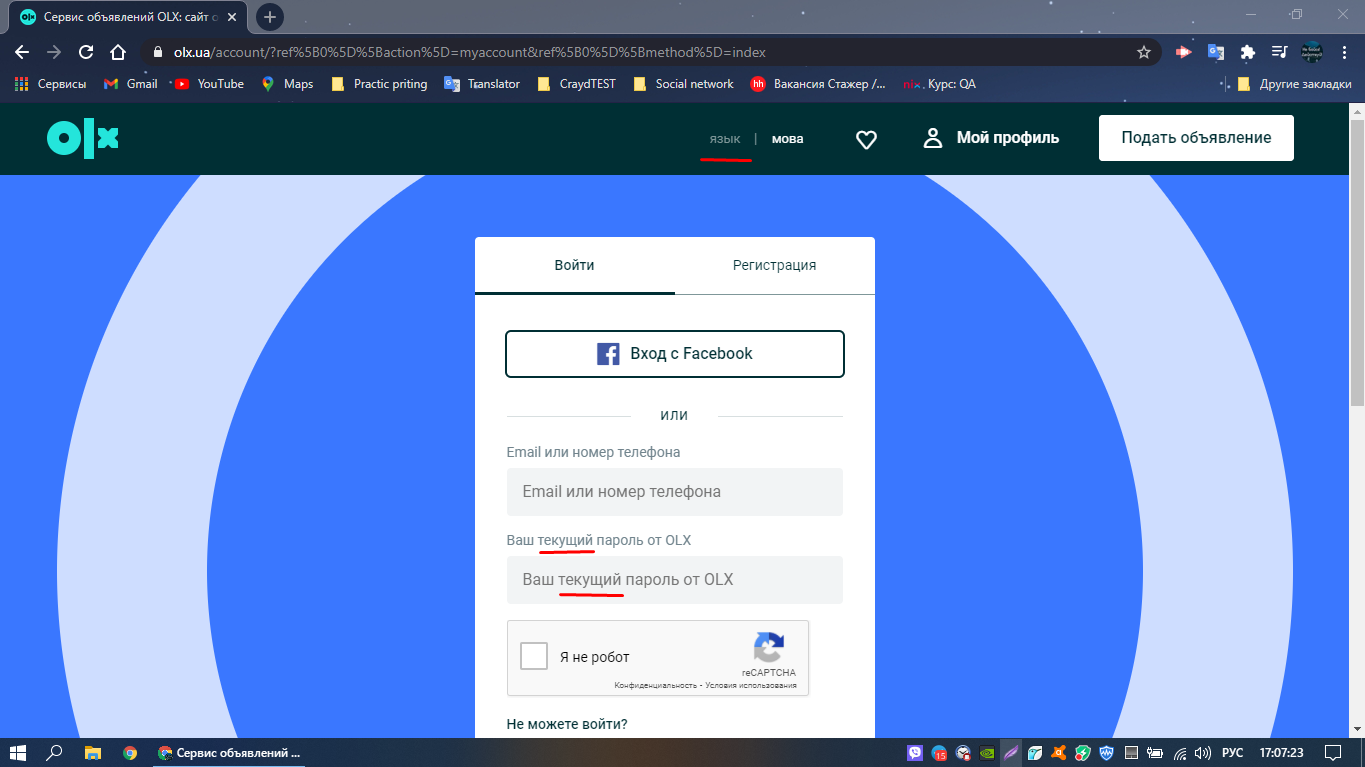 Сервис объявлений OLX: сайт о
olx.ua/account/?ref%5B0%5D%5Baction%5D=myaccount&ref%5B0%5D%5Bmethod%5D=index
Сервисы Gmail YouTube Maps Practic priting Translator CraydTEST Social network hh Вакансия Стажер /... nix Курс: QA Другие закладки
olx язык | мова Мой профиль Подать объявление
Войти Регистрация
Вход с Facebook
ИЛИ
Email или номер телефона
Email или номер телефона
Ваш текущий пароль от OLX
Ваш текущий пароль от OLX
Я не робот
reCAPTCHA
Конфиденциальность - Условия использования
Не можете войти?
Сервис объявлений ... 15 РУС 17:07:23